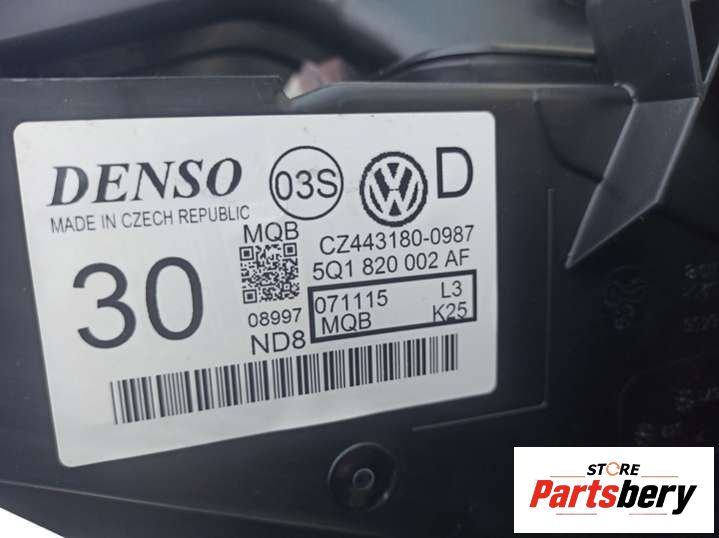 DENSO
MADE IN CZECH REPUBLIC
03S
VW
D
MQB
CZ443180-0987
5Q1 820 002 AF
30
08997
071115 L3
MQB K25
ND8
STORE
Partsbery